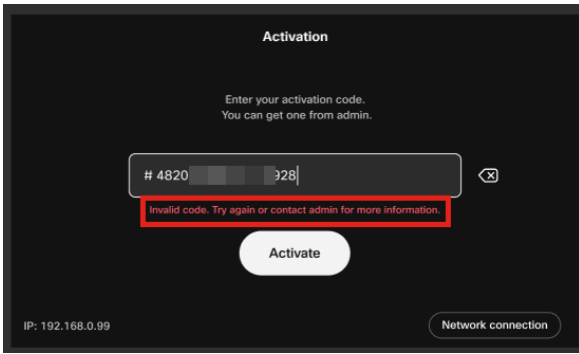 Activation
Enter your activation code.
You can get one from admin.
# 4820 928
Invalid code. Try again or contact admin for more information.
Activate
IP: 192.168.0.99
Network connection